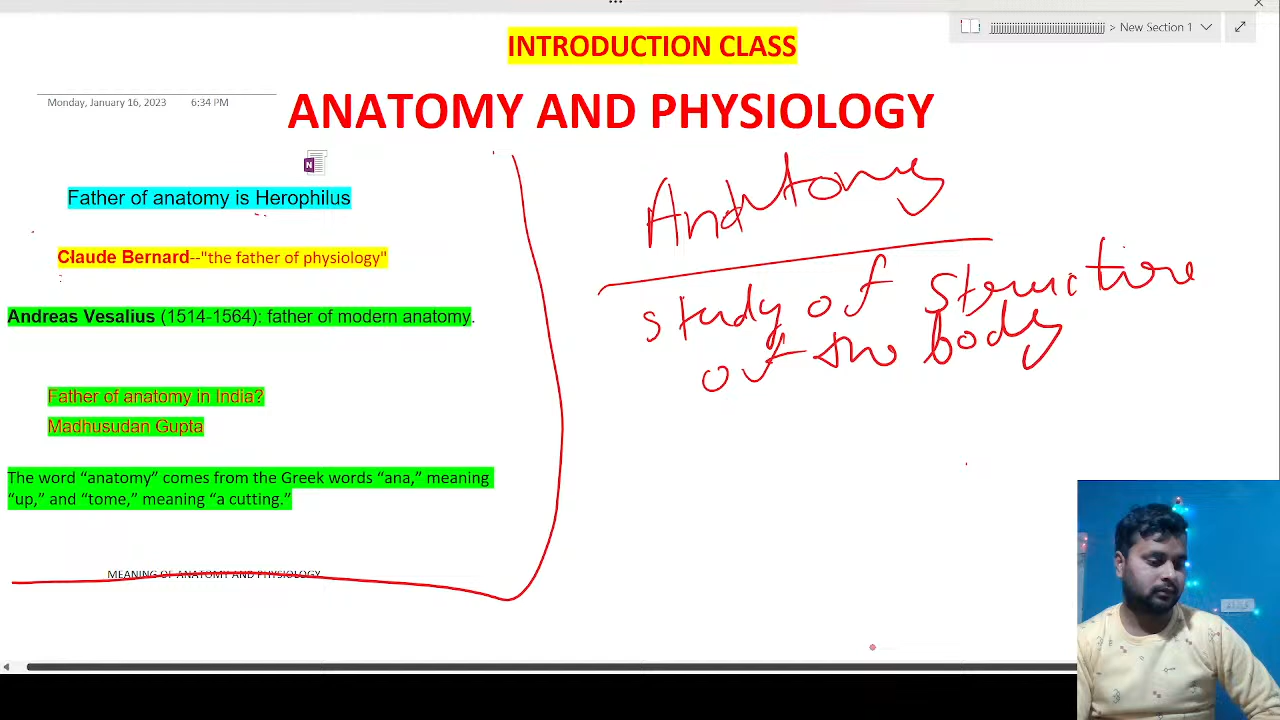 INTRODUCTION CLASS
jjjjjjjjjjjjjjjjjjjjjjjjjjjjjjjjjjjjjj > New Section 1
Monday, January 16, 2023 6:34 PM
ANATOMY AND PHYSIOLOGY
Father of anatomy is Herophilus
Claude Bernard--"the father of physiology"
Andreas Vesalius (1514-1564): father of modern anatomy.
Father of anatomy in India?
Madhusudan Gupta
The word “anatomy” comes from the Greek words “ana,” meaning
“up,” and “tome,” meaning “a cutting.”
MEANING OF ANATOMY AND PHYSIOLOGY
Anatomy
study of structure
of the body